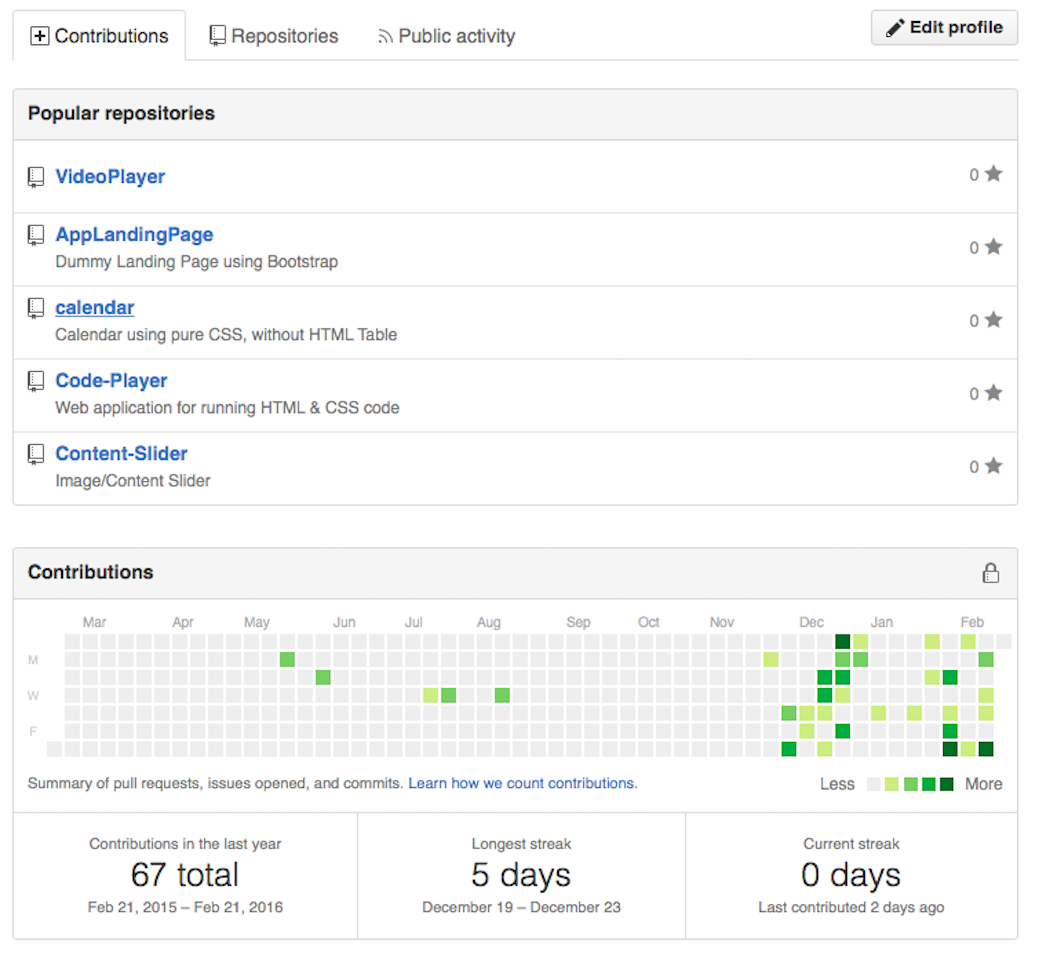 Contributions Repositories Public activity Edit profile
Popular repositories
VideoPlayer 0
AppLandingPage
Dummy Landing Page using Bootstrap 0
calendar
Calendar using pure CSS, without HTML Table 0
Code-Player
Web application for running HTML & CSS code 0
Content-Slider
Image/Content Slider 0
Contributions
Mar Apr May Jun Jul Aug Sep Oct Nov Dec Jan Feb
M
W
F
Summary of pull requests, issues opened, and commits. Learn how we count contributions. Less More
Contributions in the last year
67 total
Feb 21, 2015 – Feb 21, 2016
Longest streak
5 days
December 19 – December 23
Current streak
0 days
Last contributed 2 days ago